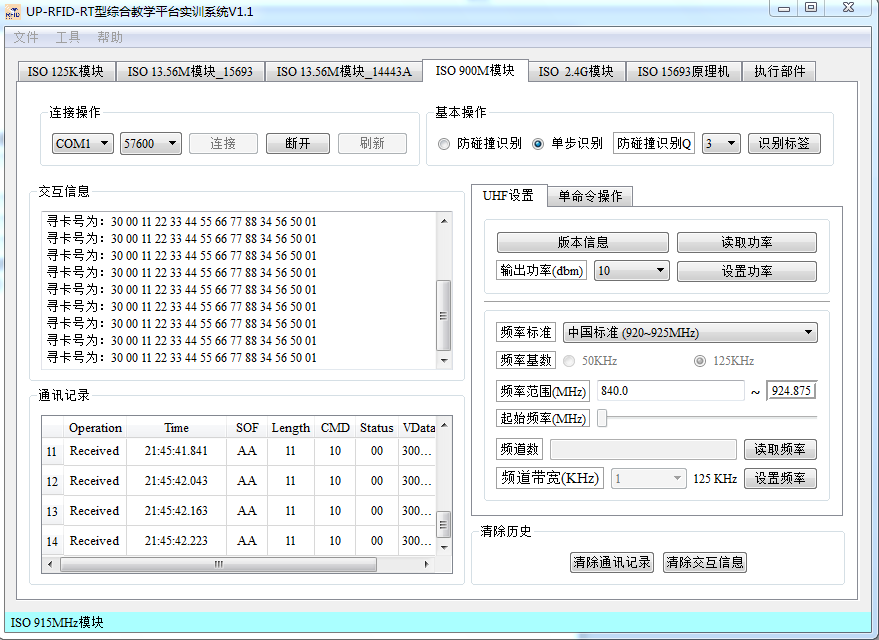 UP-RFID-RT型综合教学平台实训系统V1.1
文件 工具 帮助
ISO 125K模块 ISO 13.56M模块_15693 ISO 13.56M模块_14443A ISO 900M模块 ISO 2.4G模块 ISO 15693原理机 执行部件
连接操作
COM1 57600 连接 断开 刷新
基本操作
防碰撞识别 单步识别 防碰撞识别Q 3 识别标签
交互信息
寻卡号为：30 00 11 22 33 44 55 66 77 88 34 56 50 01
寻卡号为：30 00 11 22 33 44 55 66 77 88 34 56 50 01
寻卡号为：30 00 11 22 33 44 55 66 77 88 34 56 50 01
寻卡号为：30 00 11 22 33 44 55 66 77 88 34 56 50 01
寻卡号为：30 00 11 22 33 44 55 66 77 88 34 56 50 01
寻卡号为：30 00 11 22 33 44 55 66 77 88 34 56 50 01
寻卡号为：30 00 11 22 33 44 55 66 77 88 34 56 50 01
寻卡号为：30 00 11 22 33 44 55 66 77 88 34 56 50 01
寻卡号为：30 00 11 22 33 44 55 66 77 88 34 56 50 01
通讯记录
Operation Time SOF Length CMD Status VData
11 Received 21:45:41.841 AA 11 10 00 300...
12 Received 21:45:42.043 AA 11 10 00 300...
13 Received 21:45:42.163 AA 11 10 00 300...
14 Received 21:45:42.223 AA 11 10 00 300...
UHF设置 单命令操作
版本信息 读取功率
输出功率(dbm) 10 设置功率
频率标准 中国标准 (920~925MHz)
频率基数 50KHz 125KHz
频率范围(MHz) 840.0 ~ 924.875
起始频率(MHz)
频道数 读取频率
频道带宽(KHz) 1 125 KHz 设置频率
清除历史
清除通讯记录 清除交互信息
ISO 915MHz模块